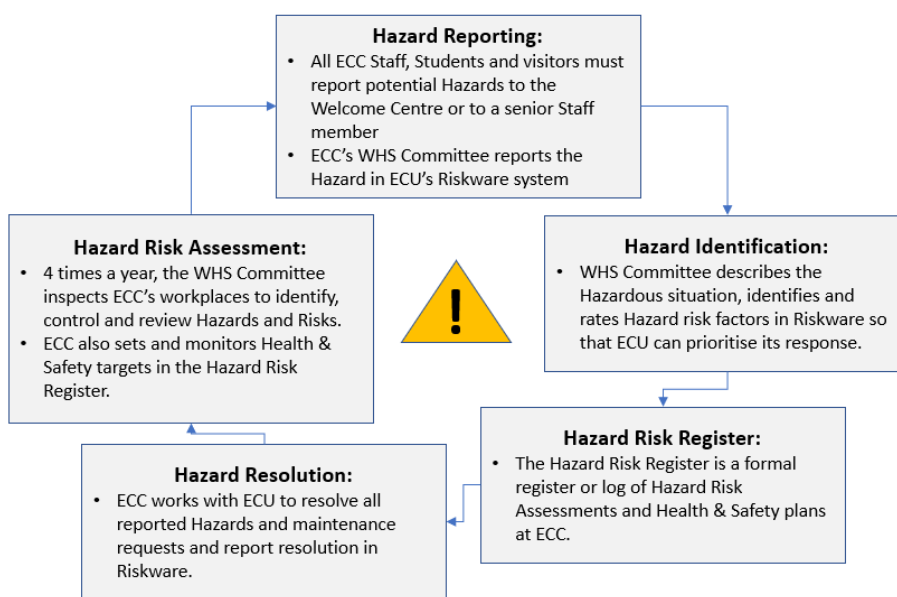 Hazard Reporting:
• All ECC Staff, Students and visitors must
report potential Hazards to the
Welcome Centre or to a senior Staff
member
• ECC's WHS Committee reports the
Hazard in ECU's Riskware system
Hazard Identification:
• WHS Committee describes the
Hazardous situation, identifies and
rates Hazard risk factors in Riskware so
that ECU can prioritise its response.
Hazard Risk Register:
• The Hazard Risk Register is a formal
register or log of Hazard Risk
Assessments and Health & Safety plans
at ECC.
Hazard Resolution:
• ECC works with ECU to resolve all
reported Hazards and maintenance
requests and report resolution in
Riskware.
Hazard Risk Assessment:
• 4 times a year, the WHS Committee
inspects ECC's workplaces to identify,
control and review Hazards and Risks.
• ECC also sets and monitors Health &
Safety targets in the Hazard Risk
Register.
!